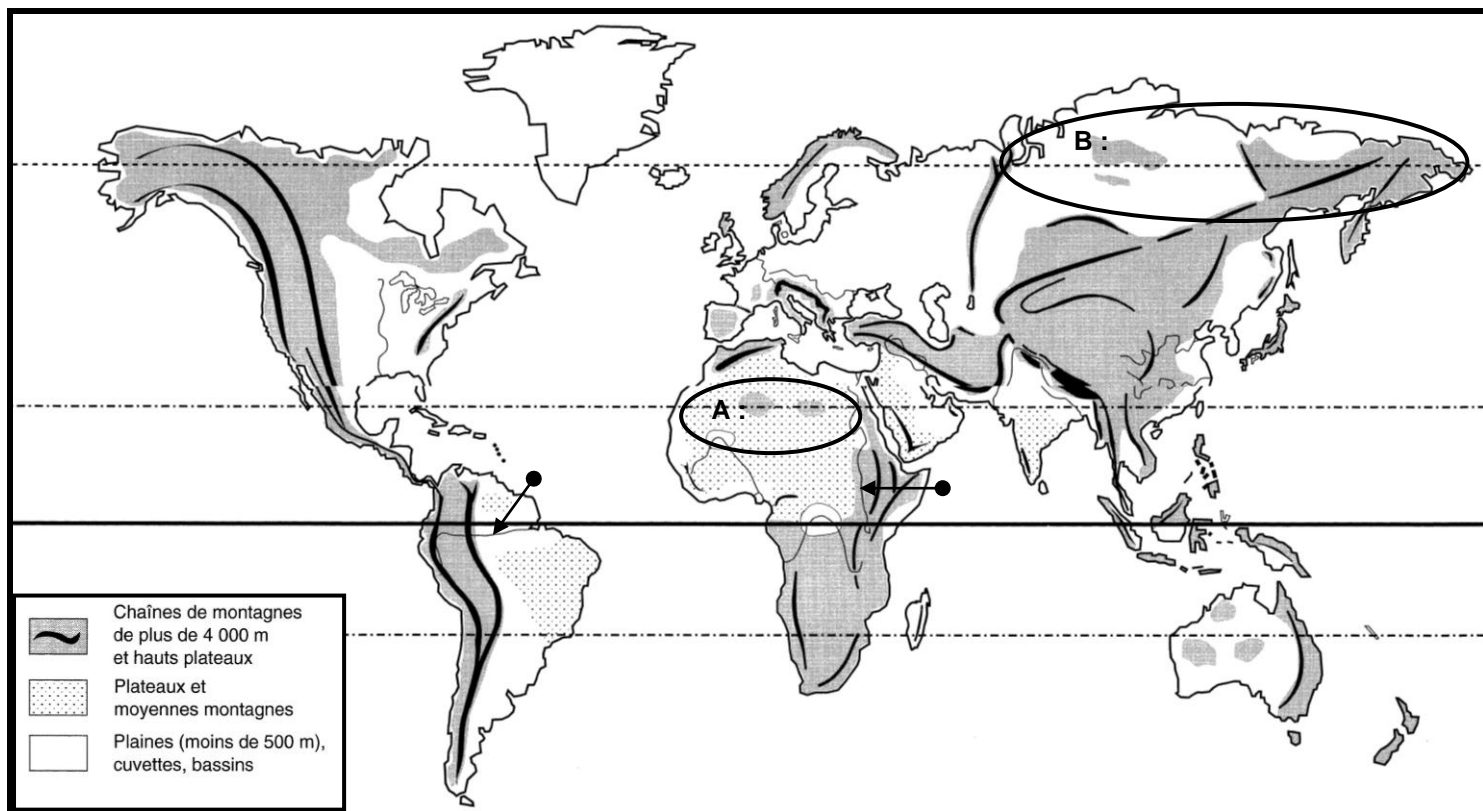 B :
A :
Chaînes de montagnes
de plus de 4 000 m
et hauts plateaux
Plateaux et
moyennes montagnes
Plaines (moins de 500 m),
cuvettes, bassins